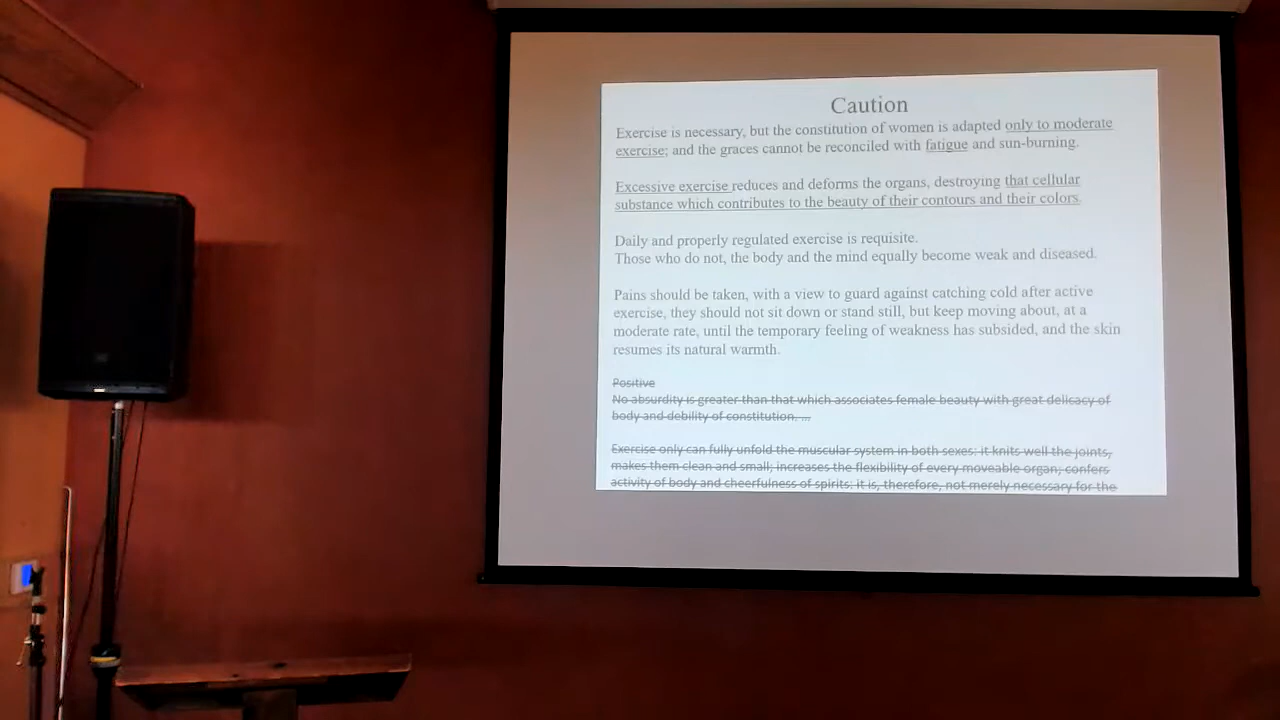 Caution
Exercise is necessary, but the constitution of women is adapted only to moderate
exercise; and the graces cannot be reconciled with fatigue and sun-burning.
Excessive exercise reduces and deforms the organs, destroying that cellular
substance which contributes to the beauty of their contours and their colors.
Daily and properly regulated exercise is requisite.
Those who do not, the body and the mind equally become weak and diseased.
Pains should be taken, with a view to guard against catching cold after active
exercise, they should not sit down or stand still, but keep moving about, at a
moderate rate, until the temporary feeling of weakness has subsided, and the skin
resumes its natural warmth.
Positive
No absurdity is greater than that which associates female beauty with great delicacy of
body and debility of constitution. ...
Exercise only can fully unfold the muscular system in both sexes: it knits well the joints,
makes them clean and small; increases the flexibility of every moveable organ; confers
activity of body and cheerfulness of spirits: it is, therefore, not merely necessary for the